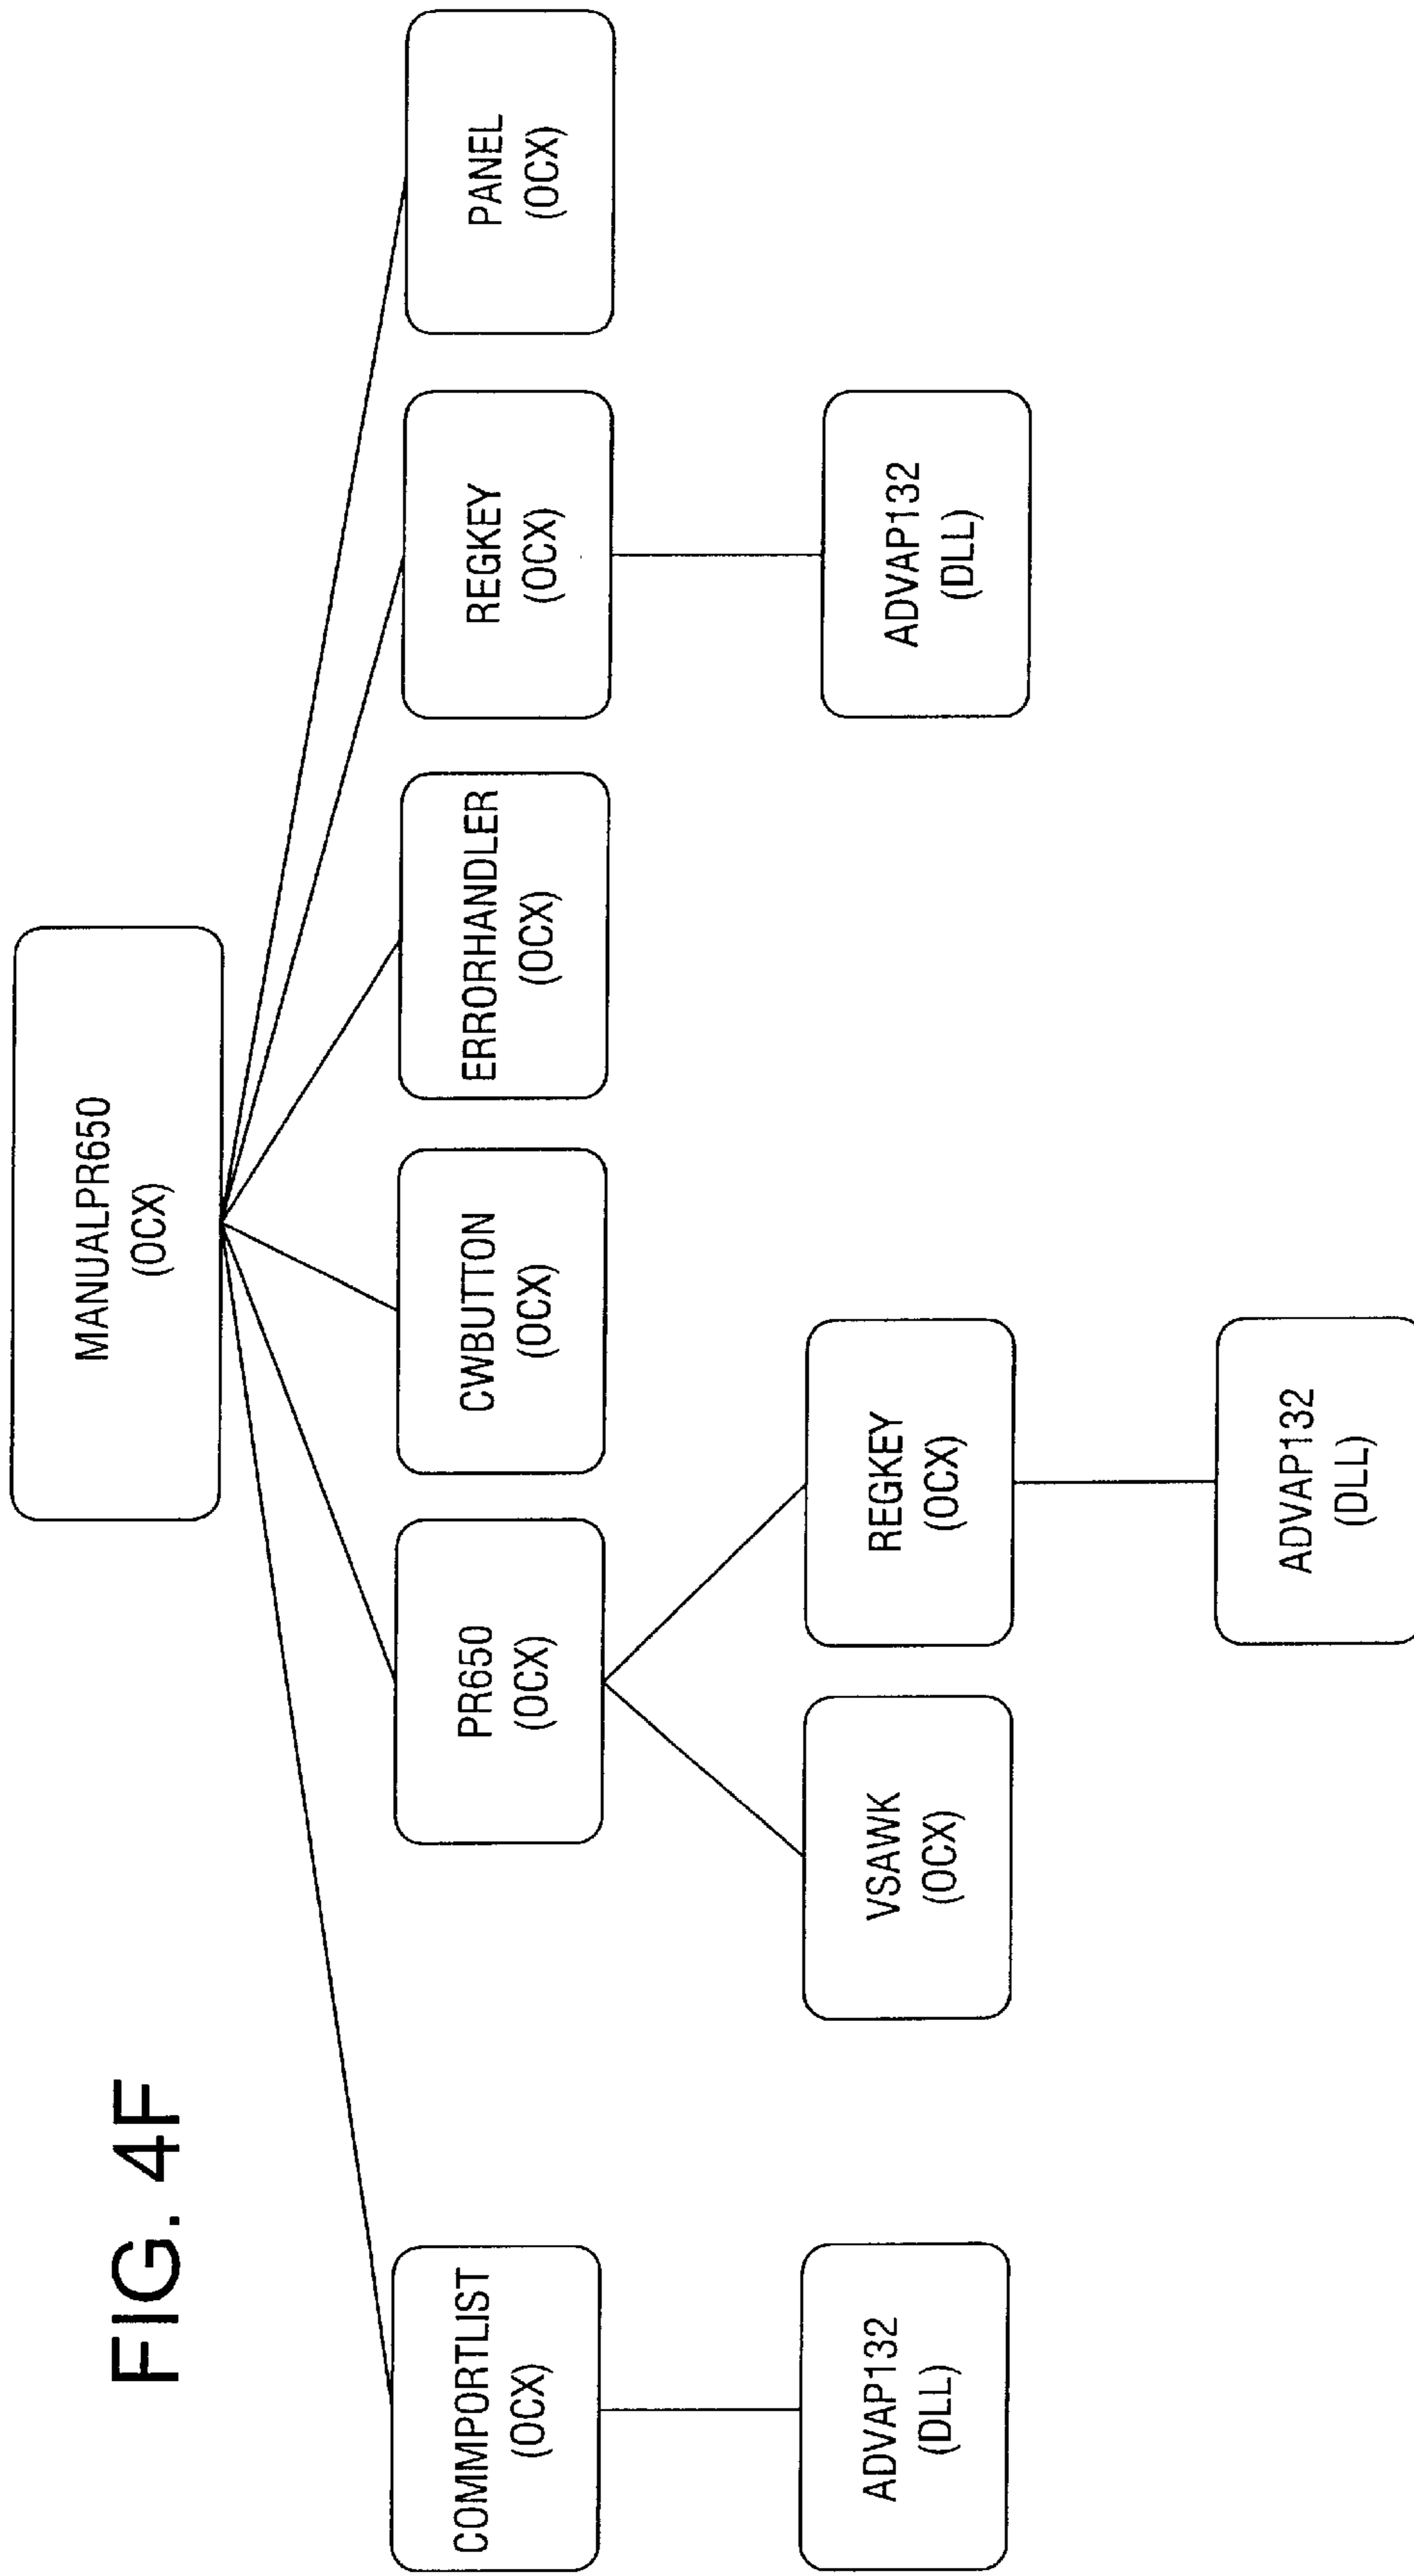 FIG. 4F
MANUALPR650
(OCX)
COMMPORTLIST
(OCX)
PR650
(OCX)
CWBUTTON
(OCX)
ERRORHANDLER
(OCX)
REGKEY
(OCX)
PANEL
(OCX)
ADVAP132
(DLL)
VSAWK
(OCX)
REGKEY
(OCX)
ADVAP132
(DLL)
ADVAP132
(DLL)